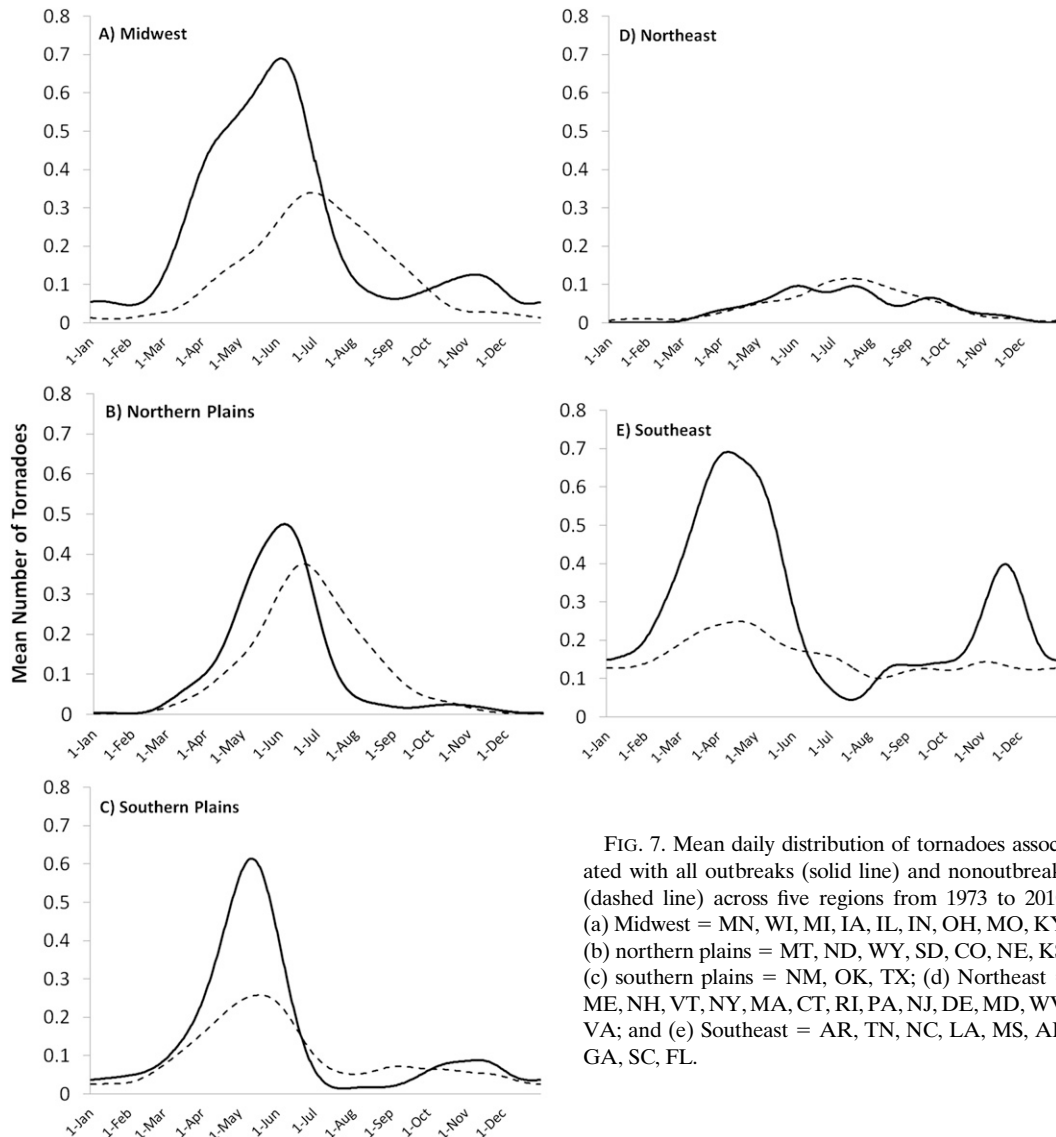 A) Midwest
0.8
0.7
0.6
0.5
0.4
0.3
0.2
0.1
0
1-Jan 1-Feb 1-Mar 1-Apr 1-May 1-Jun 1-Jul 1-Aug 1-Sep 1-Oct 1-Nov 1-Dec
B) Northern Plains
0.8
0.7
0.6
0.5
0.4
0.3
0.2
0.1
0
1-Jan 1-Feb 1-Mar 1-Apr 1-May 1-Jun 1-Jul 1-Aug 1-Sep 1-Oct 1-Nov 1-Dec
Mean Number of Tornadoes
C) Southern Plains
0.8
0.7
0.6
0.5
0.4
0.3
0.2
0.1
0
1-Jan 1-Feb 1-Mar 1-Apr 1-May 1-Jun 1-Jul 1-Aug 1-Sep 1-Oct 1-Nov 1-Dec
D) Northeast
0.8
0.7
0.6
0.5
0.4
0.3
0.2
0.1
0
1-Jan 1-Feb 1-Mar 1-Apr 1-May 1-Jun 1-Jul 1-Aug 1-Sep 1-Oct 1-Nov 1-Dec
E) Southeast
0.8
0.7
0.6
0.5
0.4
0.3
0.2
0.1
0
1-Jan 1-Feb 1-Mar 1-Apr 1-May 1-Jun 1-Jul 1-Aug 1-Sep 1-Oct 1-Nov 1-Dec
FIG. 7. Mean daily distribution of tornadoes assoc
ated with all outbreaks (solid line) and nonoutbreak
(dashed line) across five regions from 1973 to 201
(a) Midwest = MN, WI, MI, IA, IL, IN, OH, MO, KY
(b) northern plains = MT, ND, WY, SD, CO, NE, KS
(c) southern plains = NM, OK, TX; (d) Northeast
ME, NH, VT, NY, MA, CT, RI, PA, NJ, DE, MD, WV
VA; and (e) Southeast = AR, TN, NC, LA, MS,
GA, SC, FL.